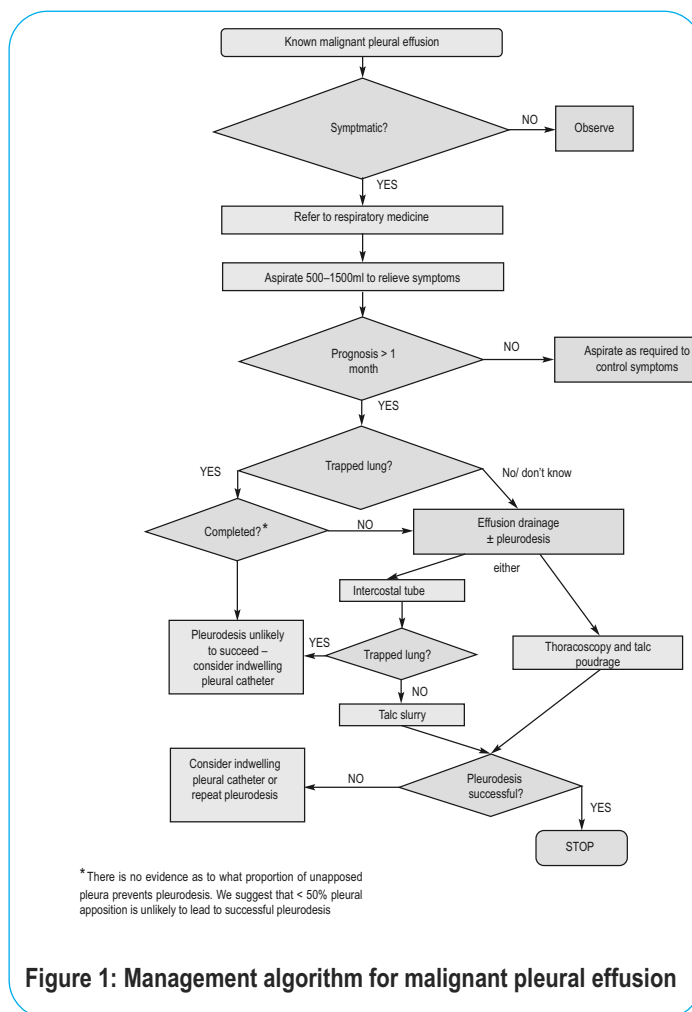 Known malignant pleural effusion
Symptmatic?
NO
Observe
YES
Refer to respiratory medicine
Aspirate 500–1500ml to relieve symptoms
Prognosis > 1
month
NO
Aspirate as required to
control symptoms
YES
Trapped lung?
YES
No/ don't know
Completed?*
NO
Effusion drainage
± pleurodesis
either
Intercostal tube
Pleurodesis unlikely
to succeed –
consider indwelling
pleural catheter
YES
Trapped lung?
Thoracoscopy and talc
poudrage
NO
Talc slurry
Consider indwelling
pleural catheter or
repeat pleurodesis
NO
Pleurodesis
successful?
YES
STOP
*There is no evidence as to what proportion of unapposed
pleura prevents pleurodesis. We suggest that < 50% pleural
apposition is unlikely to lead to successful pleurodesis
Figure 1: Management algorithm for malignant pleural effusion